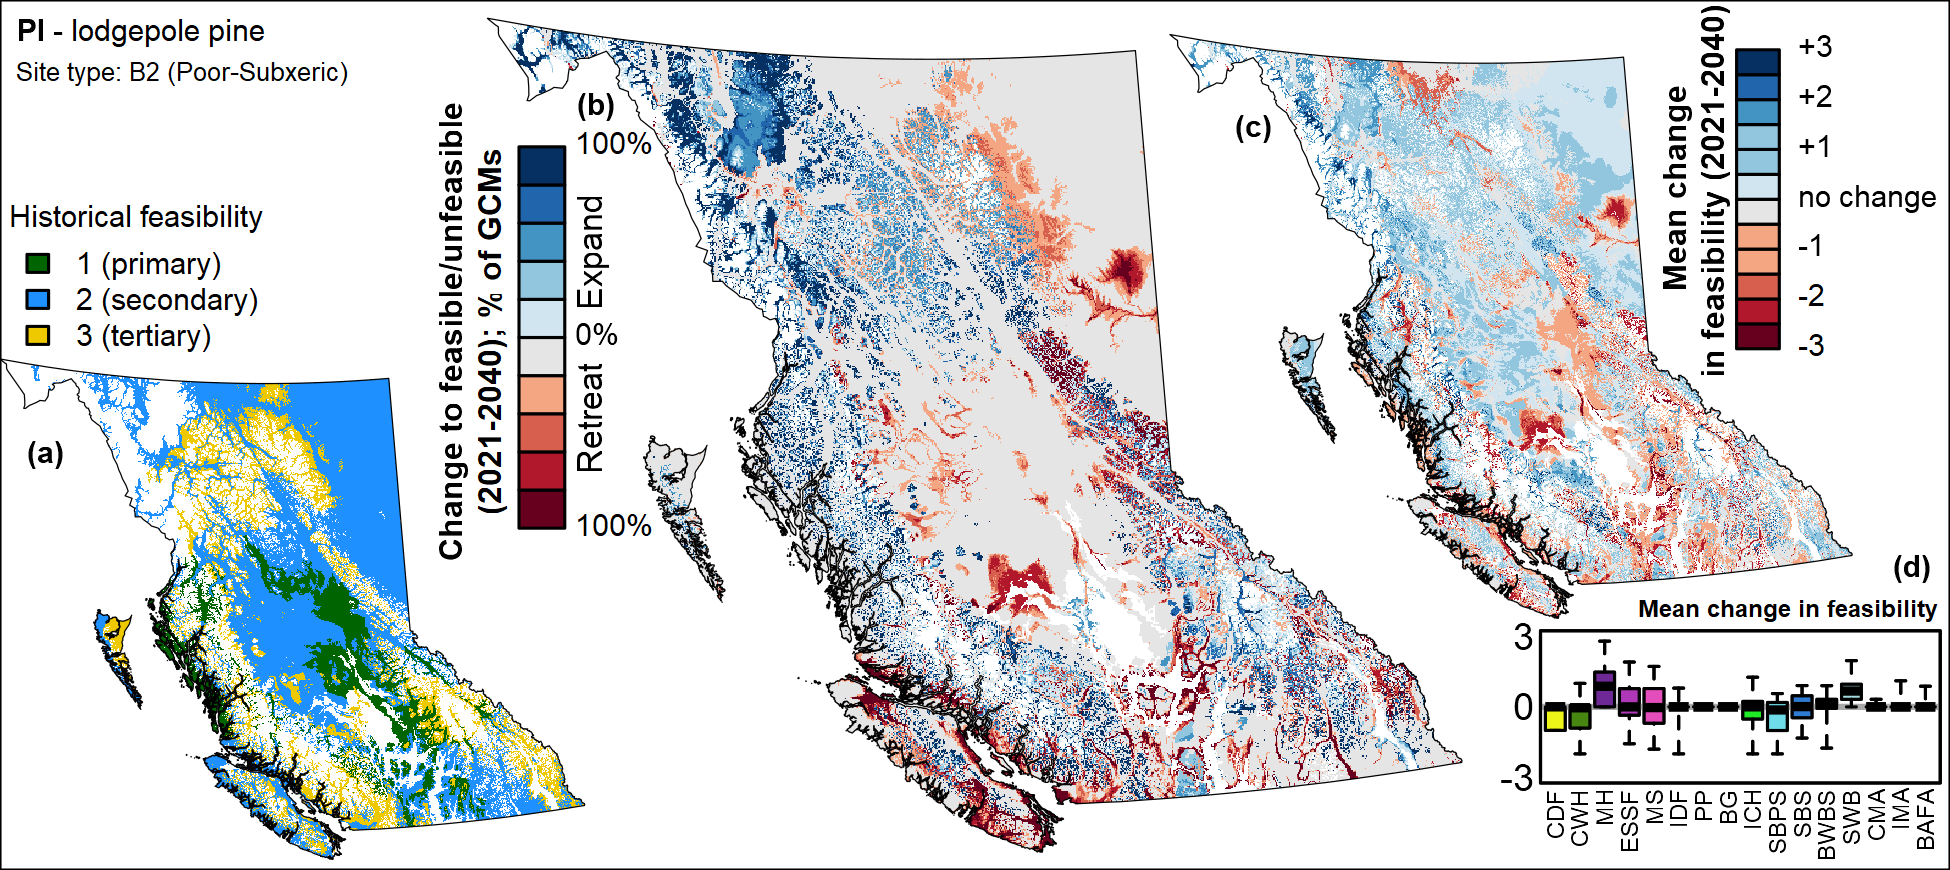 Pl - lodgepole pine
Site type: B2 (Poor-Subxeric)
Historical feasibility
1 (primary)
2 (secondary)
3 (tertiary)
(a)
(b)
Change to feasible/unfeasible
(2021-2040); % of GCMs
100%
Expand
0%
Retreat
100%
(c)
Mean change
in feasibility (2021-2040)
+3
+2
+1
no change
-1
-2
-3
(d)
Mean change in feasibility
3
0
-3
CDF
CWH
MH
ESSF
MS
IDF
PP
BG
ICH
SBPS
SBS
BWBS
SWB
CMA
IMA
BAFA